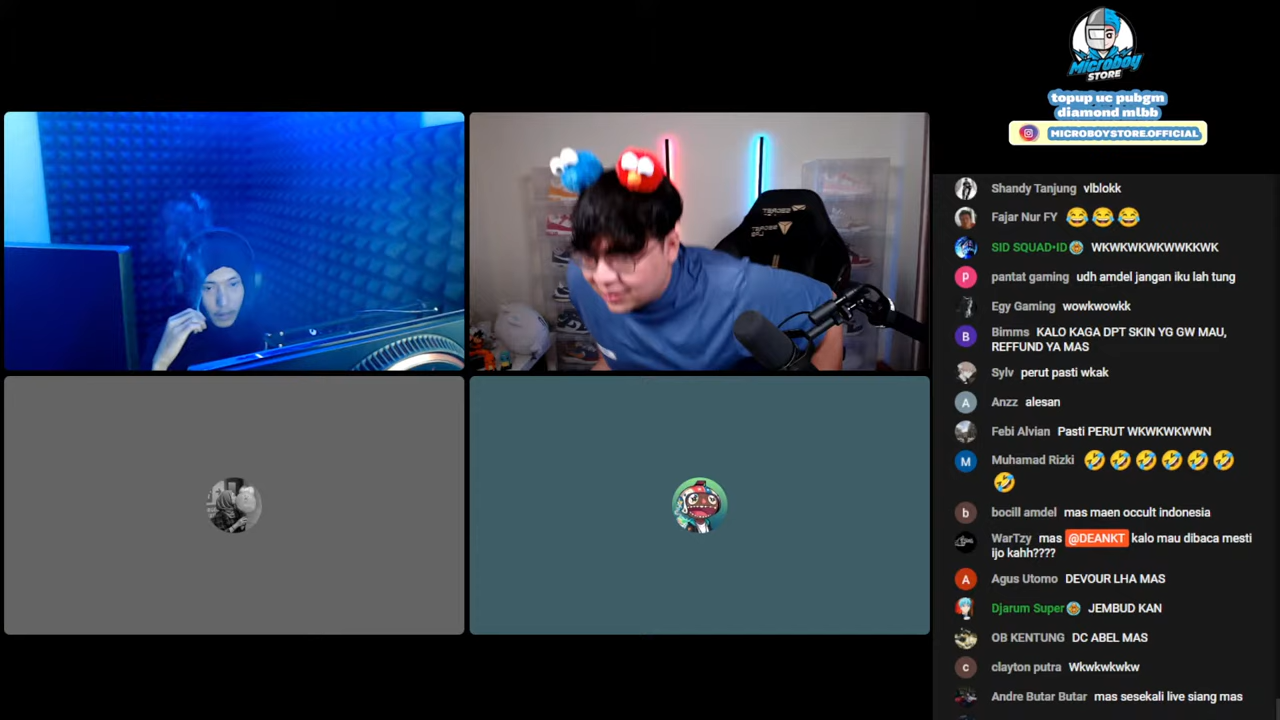 MICROBOY
STORE
topup uc pubgm
diamond mlbb
MICROBOYSTORE.OFFICIAL
Shandy Tanjung vlblokk
Fajar Nur FY 😂😂😂
SID SQUAD•ID WKWKWKWKWWKKWK
pantat gaming udh amdel jangan iku lah tung
Egy Gaming wowkwowkk
Bimms KALO KAGA DPT SKIN YG GW MAU,
REFFUND YA MAS
Sylv perut pasti wkak
Anzz alesan
Febi Alvian Pasti PERUT WKWKWKWWN
Muhamad Rizki 🤣🤣🤣🤣🤣🤣
🤣
bocill amdel mas maen occult indonesia
WarTzy mas @DEANKT kalo mau dibaca mesti
ijo kahh????
Agus Utomo DEVOUR LHA MAS
Djarum Super JEMBUD KAN
OB KENTUNG DC ABEL MAS
clayton putra Wkwkwkwkw
Andre Butar Butar mas sesekali live siang mas